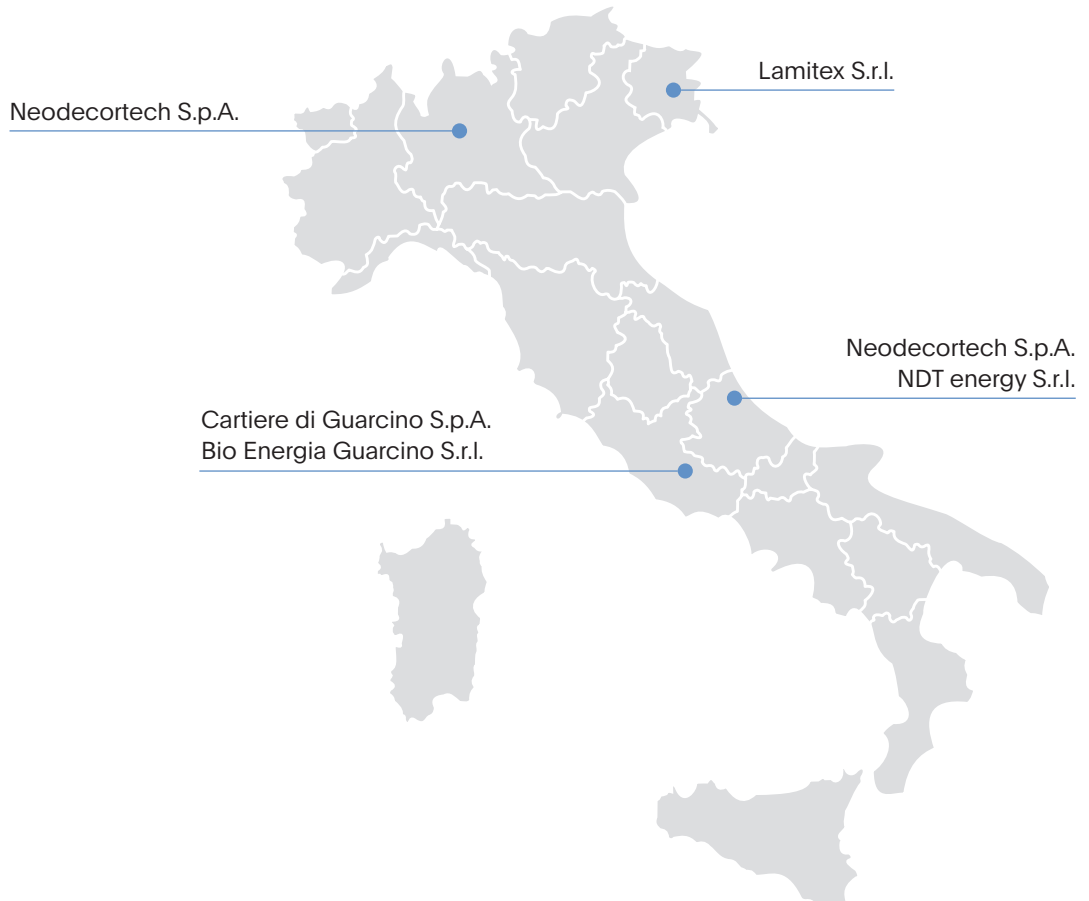 Lamitex S.r.l.
Neodecortech S.p.A.
Neodecortech S.p.A.
NDT energy S.r.l.
Cartiere di Guarcino S.p.A.
Bio Energia Guarcino S.r.l.